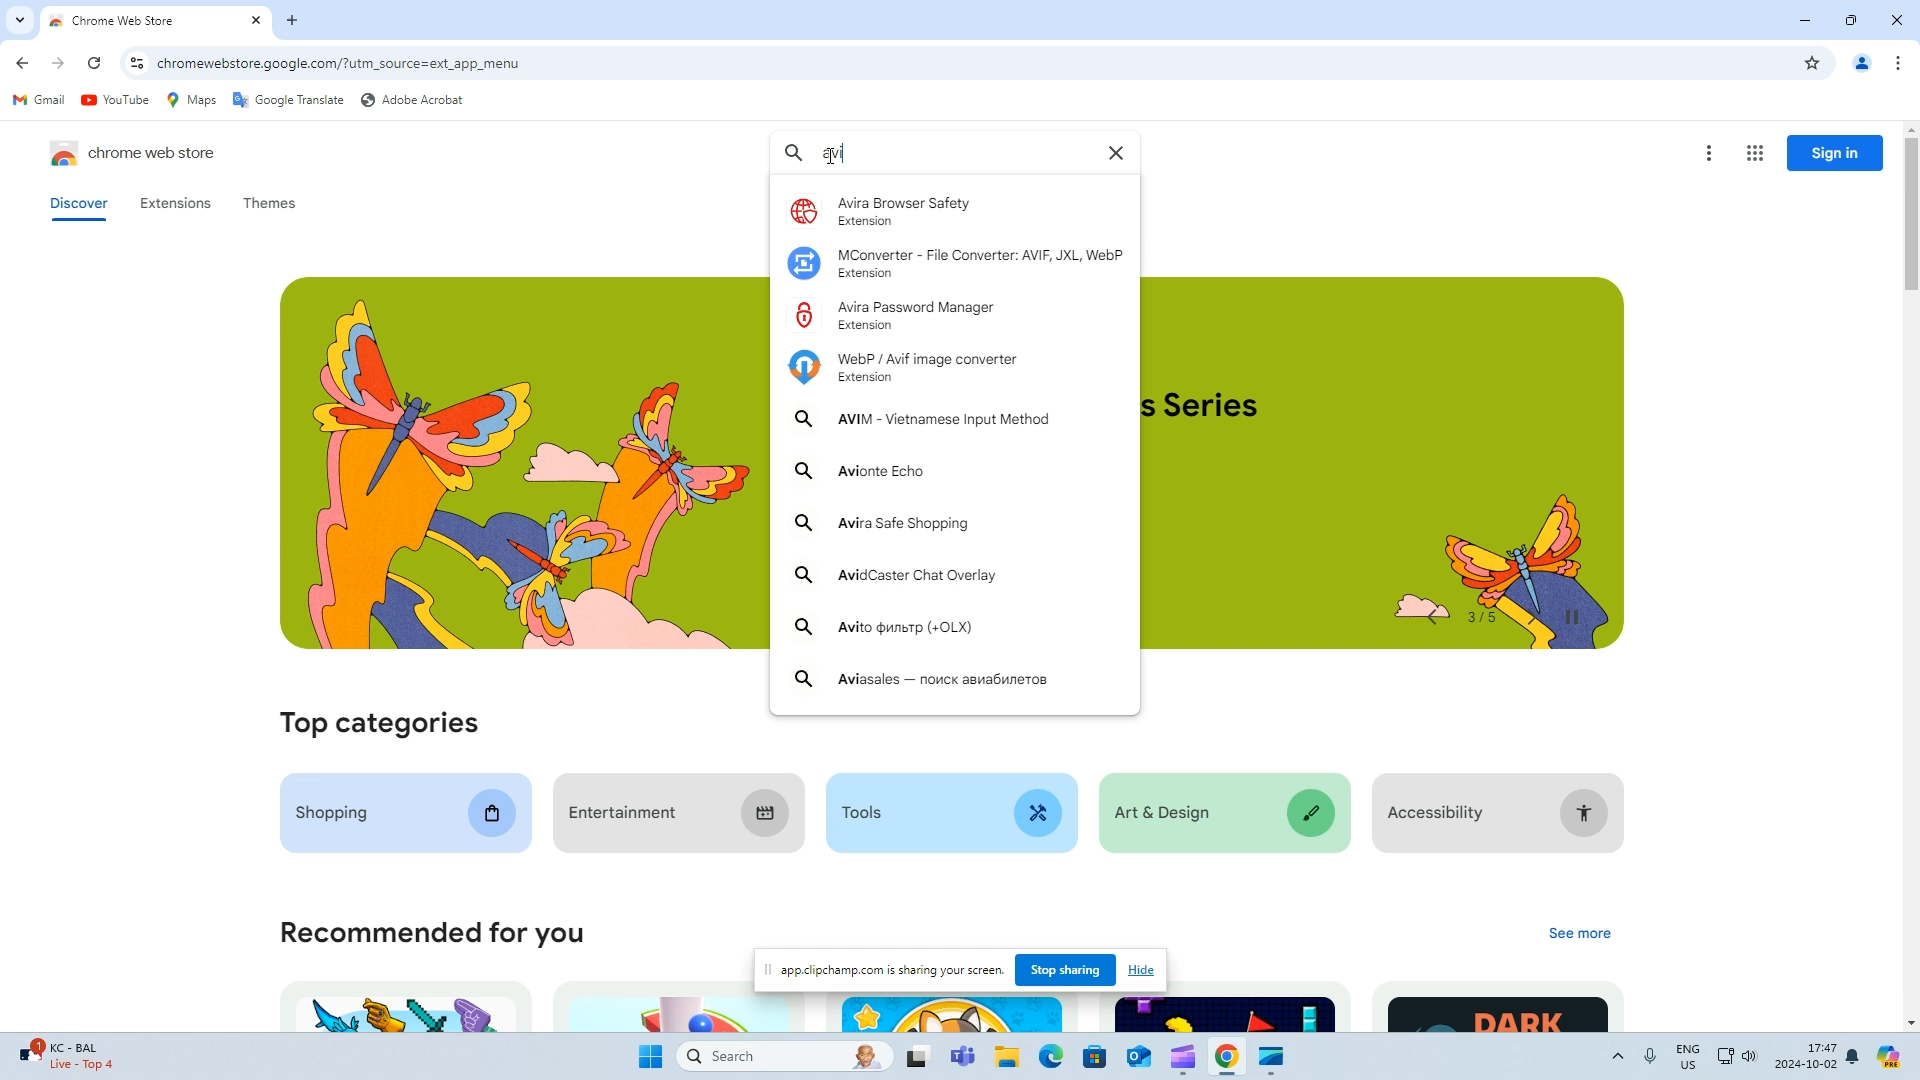 Chrome Web Store
chromewebstore.google.com/?utm_source=ext_app_menu
Gmail
YouTube
Maps
Google Translate
Adobe Acrobat
chrome web store
avi
Sign in
Discover
Extensions
Themes
Avira Browser Safety
Extension
MConverter - File Converter: AVIF, JXL, WebP
Extension
Avira Password Manager
Extension
WebP / Avif image converter
Extension
AVIM - Vietnamese Input Method
Avionte Echo
Avira Safe Shopping
AvidCaster Chat Overlay
Avito фильтр (+OLX)
Aviasales — поиск авиабилетов
s Series
3 / 5
Top categories
Shopping
Entertainment
Tools
Art & Design
Accessibility
Recommended for you
See more
app.clipchamp.com is sharing your screen.
Stop sharing
Hide
DARK
1
KC - BAL
Live - Top 4
Search
ENG
US
17:47
2024-10-02
PRE